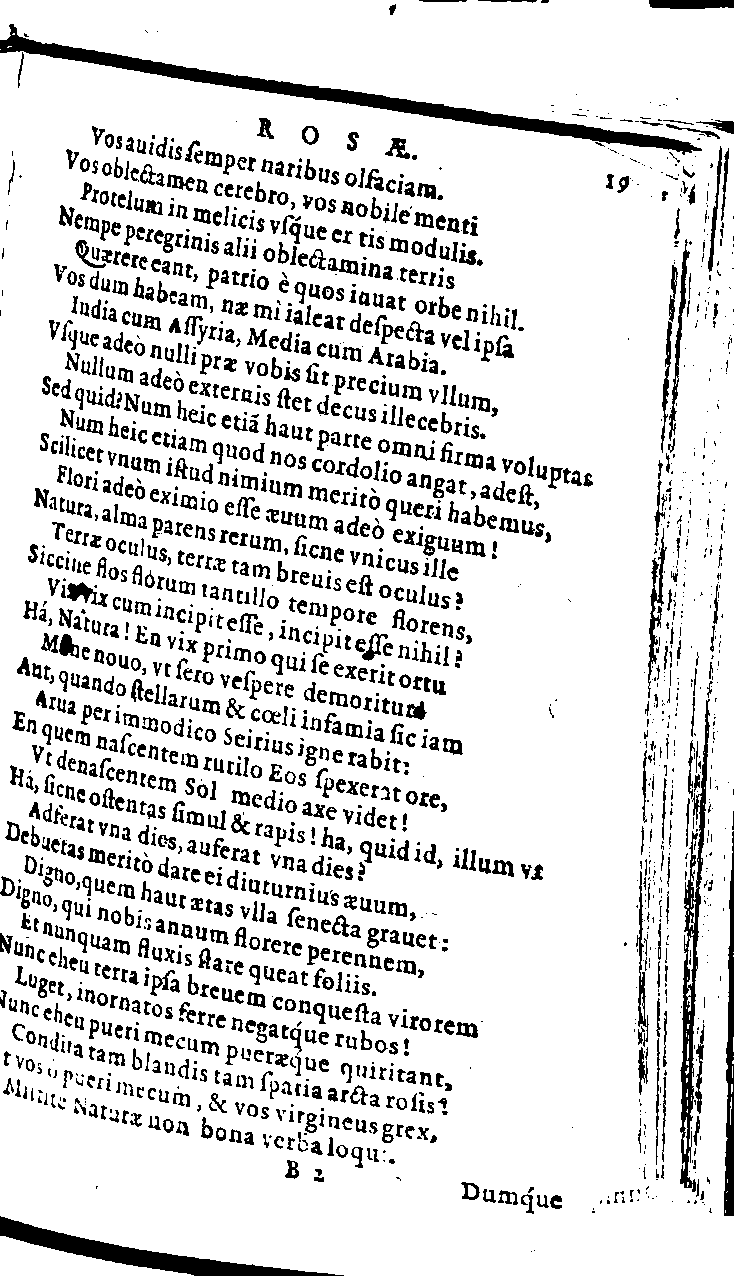 ROSÆ.
19
Vos auidis ſemper naribus olfaciam.
Vos oblectamen cerebro, vos nobile menti
Protelum in melicis vſq́ue er tis modulis.
Nempe peregrinis alii oblectamina terris
Quærere eant, patrio è quos iuuat orbe nihil.
Vos dum habeam, næ mì ialeat deſpecta vel ipſa
India cum Aſſyria, Media cum Arabia.
Vſque adeò nulli præ vobis ſit precium vllum,
Nullum adeò externis ſtet decus illecebris.
Sed quid? Num heic etiā haut parte omni firma voluptas
Num heic etiam quod nos cordolio angat, adeſt,
Scilicet vnum iſtud nimium meritò queri habemus,
Flori adeò eximio eſſe æuum adeò exiguum!
Natura, alma parens rerum, ſicne vnicus ille
Terræ oculus, terræ tam breuis eſt oculus?
Siccine flos florum tantillo tempore florens,
Vix vix cum incipit eſſe, incipit eſſe nihil?
Há, Natura! En vix primo qui ſe exerit ortu
Mane nouo, vt ſero veſpere demoritur!
Aut, quando ſtellarum & cœli infamia ſic iam
Arua per immodico Seirius igne rabit:
En quem naſcentem rutilo Eos ſpexerat ore,
Vt denaſcentem Sol medio axe videt!
Há, ſicne oſtentas ſimul & rapis! ha, quid id, illum vt
Adferat vna dies, auferat vna dies?
Debuetas meritò dare ei diuturnius æuum,
Digno, quem haut ætas vlla ſenecta grauet:
Digno, qui nobis annum florere perennem,
Et nunquam fluxis ſtare queat foliis.
Nunc eheu terra ipſa breuem conqueſta virorem
Luget, inornatos ferre negatq́ue rubos!
Nunc eheu pueri mecum pueræq́ue quiritant,
Condita tam blandis tam ſpatia arcta roſis!
t vos ô pueri mecum, & vos virgineus grex,
Mittite Naturæ non bona verba loqui.
B 2
Dumq́ue